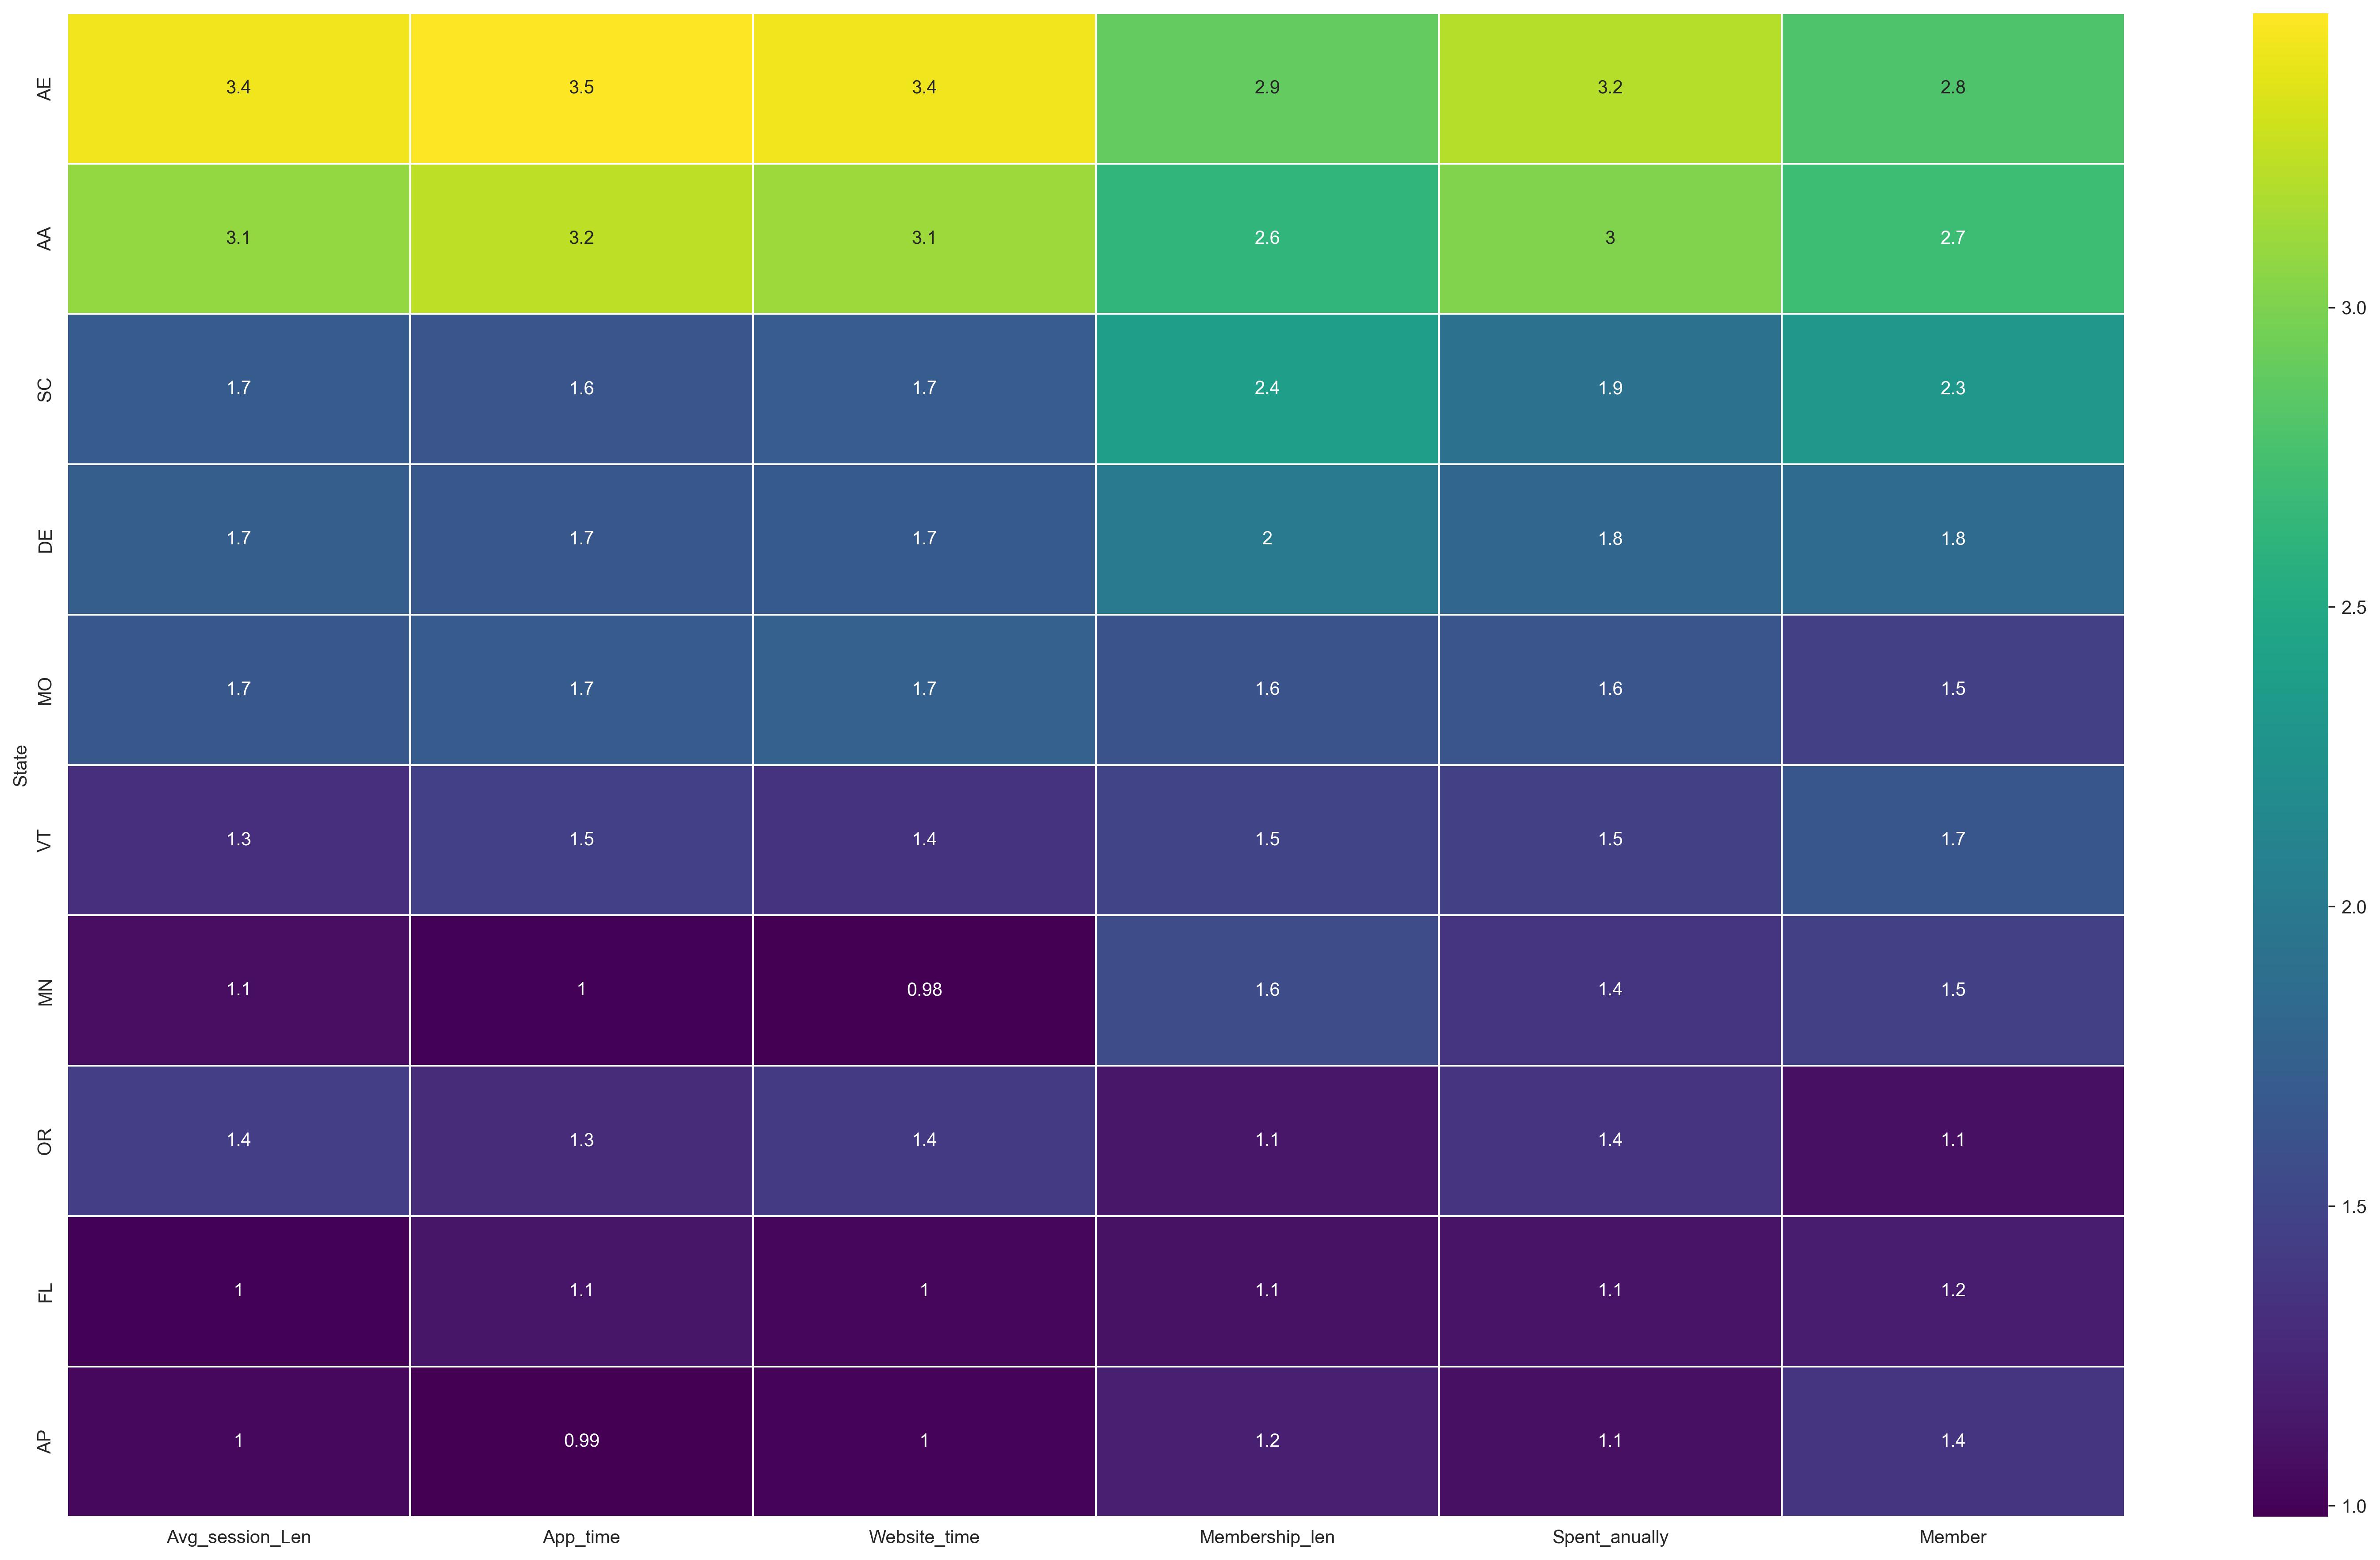 AE 3.4 3.5 3.4 2.9 3.2 2.8
AA 3.1 3.2 3.1 2.6 3 2.7
SC 1.7 1.6 1.7 2.4 1.9 2.3
DE 1.7 1.7 1.7 2 1.8 1.8
MO 1.7 1.7 1.7 1.6 1.6 1.5
State
VT 1.3 1.5 1.4 1.5 1.5 1.7
MN 1.1 1 0.98 1.6 1.4 1.5
OR 1.4 1.3 1.4 1.1 1.4 1.1
FL 1 1.1 1 1.1 1.1 1.2
AP 1 0.99 1 1.2 1.1 1.4
Avg_session_Len App_time Website_time Membership_len Spent_anually Member
3.0
2.5
2.0
1.5
1.0